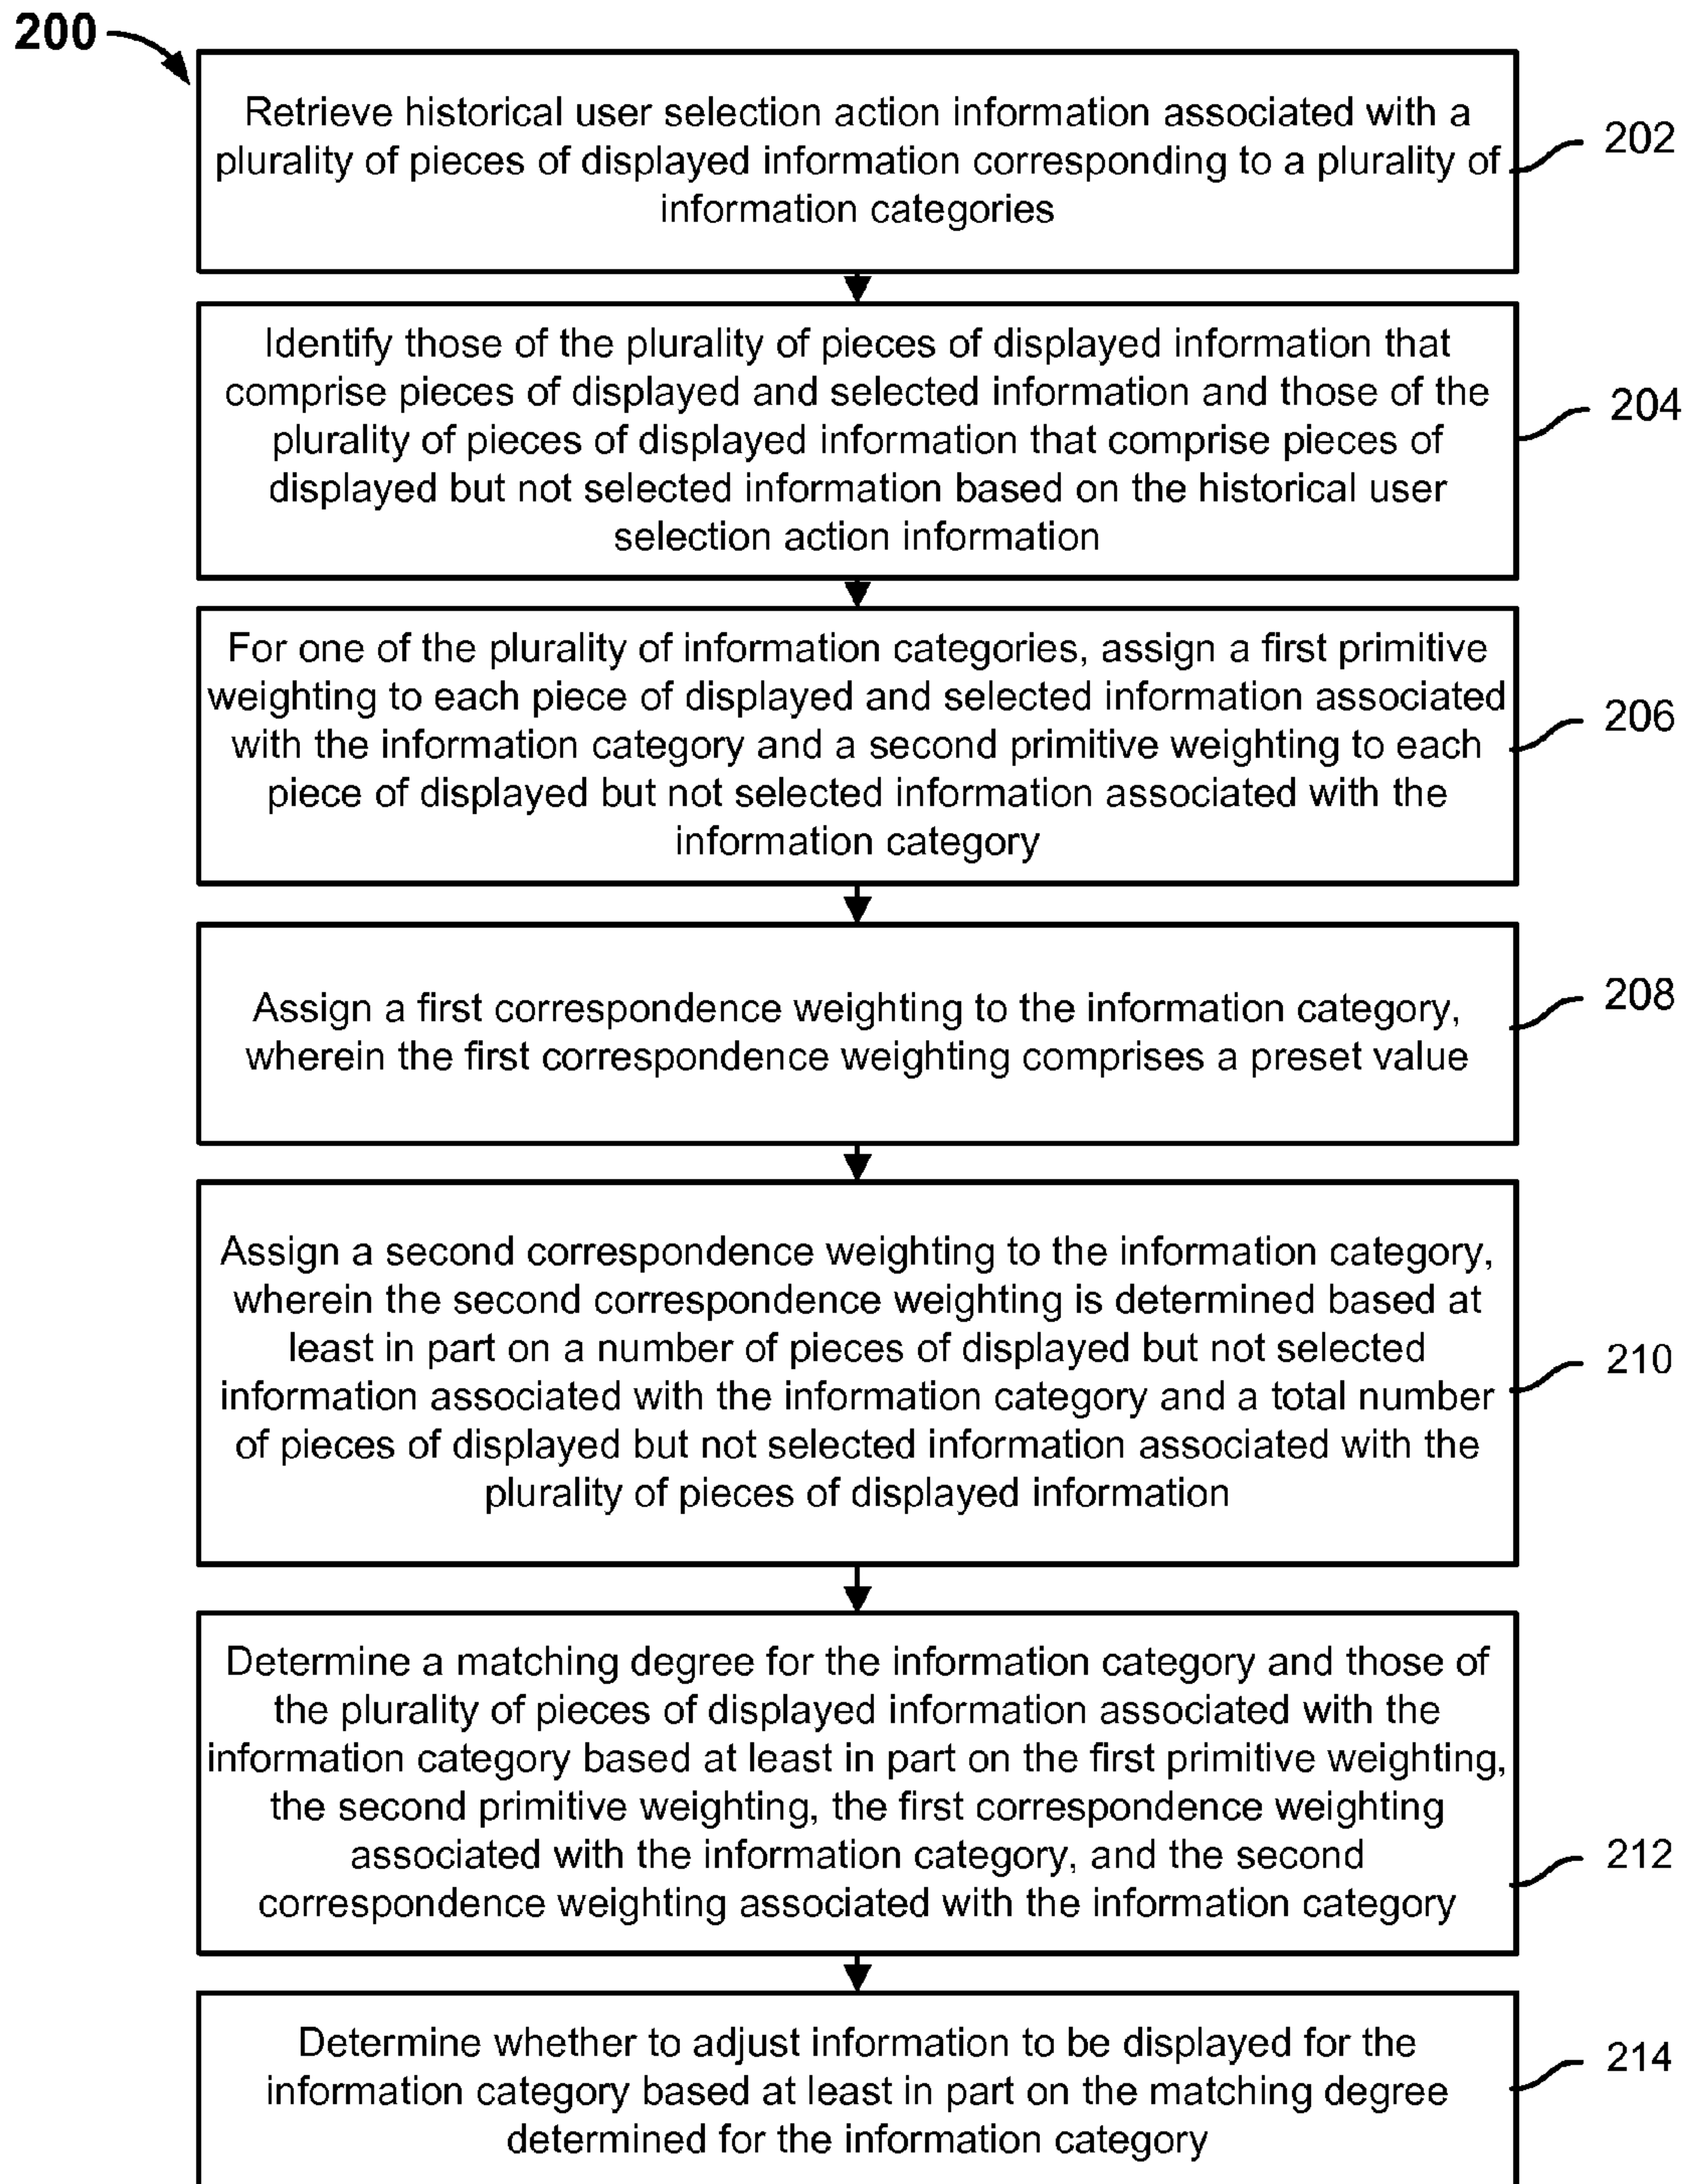 200
Retrieve historical user selection action information associated with a
plurality of pieces of displayed information corresponding to a plurality of
information categories
202
Identify those of the plurality of pieces of displayed information that
comprise pieces of displayed and selected information and those of the
plurality of pieces of displayed information that comprise pieces of
displayed but not selected information based on the historical user
selection action information
204
For one of the plurality of information categories, assign a first primitive
weighting to each piece of displayed and selected information associated
with the information category and a second primitive weighting to each
piece of displayed but not selected information associated with the
information category
206
Assign a first correspondence weighting to the information category,
wherein the first correspondence weighting comprises a preset value
208
Assign a second correspondence weighting to the information category,
wherein the second correspondence weighting is determined based at
least in part on a number of pieces of displayed but not selected
information associated with the information category and a total number
of pieces of displayed but not selected information associated with the
plurality of pieces of displayed information
210
Determine a matching degree for the information category and those of
the plurality of pieces of displayed information associated with the
information category based at least in part on the first primitive weighting,
the second primitive weighting, the first correspondence weighting
associated with the information category, and the second
correspondence weighting associated with the information category
212
Determine whether to adjust information to be displayed for the
information category based at least in part on the matching degree
determined for the information category
214